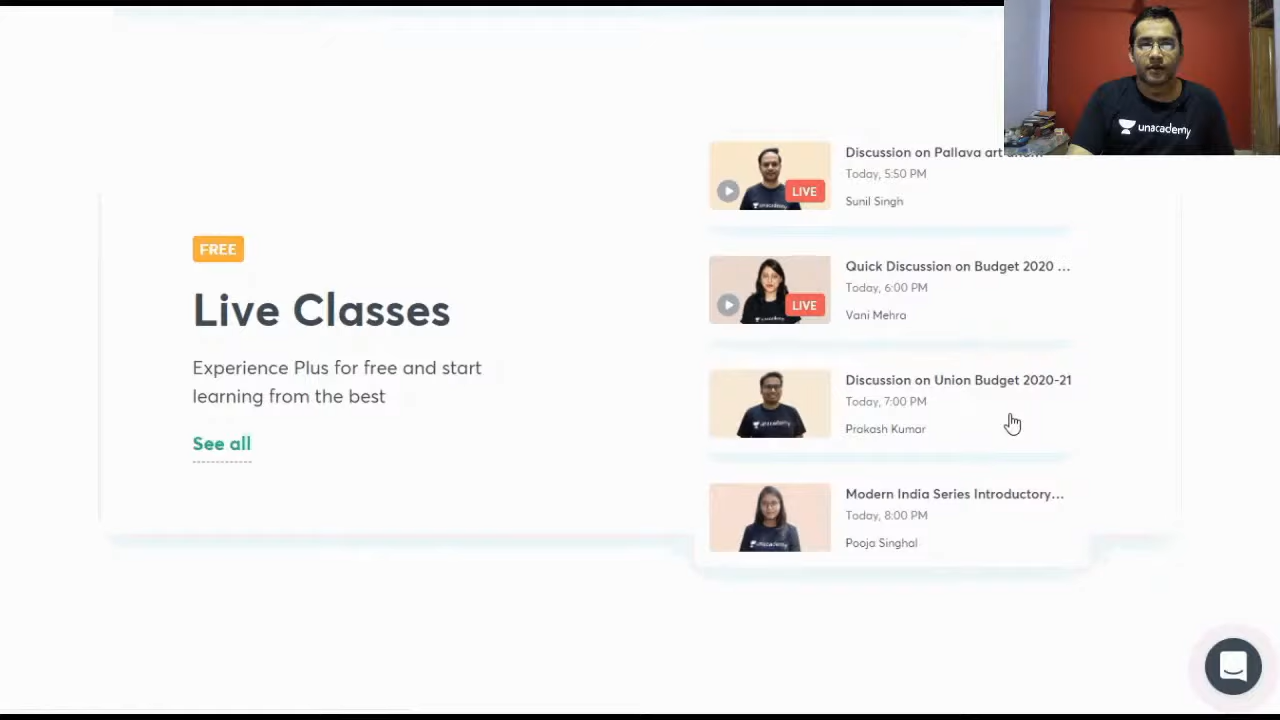 unacademy
Discussion on Pallava art
Today, 5:50 PM
LIVE
Sunil Singh
FREE
Quick Discussion on Budget 2020 ...
Today, 6:00 PM
LIVE
Vani Mehra
Live Classes
Experience Plus for free and start
learning from the best
See all
Discussion on Union Budget 2020-21
Today, 7:00 PM
Prakash Kumar
Modern India Series Introductory...
Today, 8:00 PM
Pooja Singhal